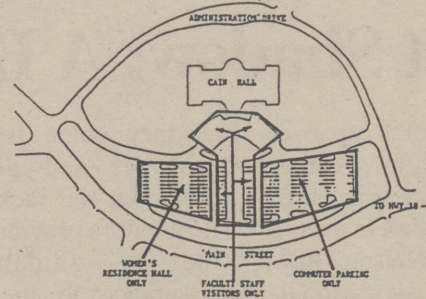 ADMINISTRATION DRIVE
CAIN HALL
TO HWY 18
MAIN STREET
WOMEN'S
RESIDENCE HALL
ONLY
FACULTY STAFF
VISITORS ONLY
COMMUTER PARKING
ONLY